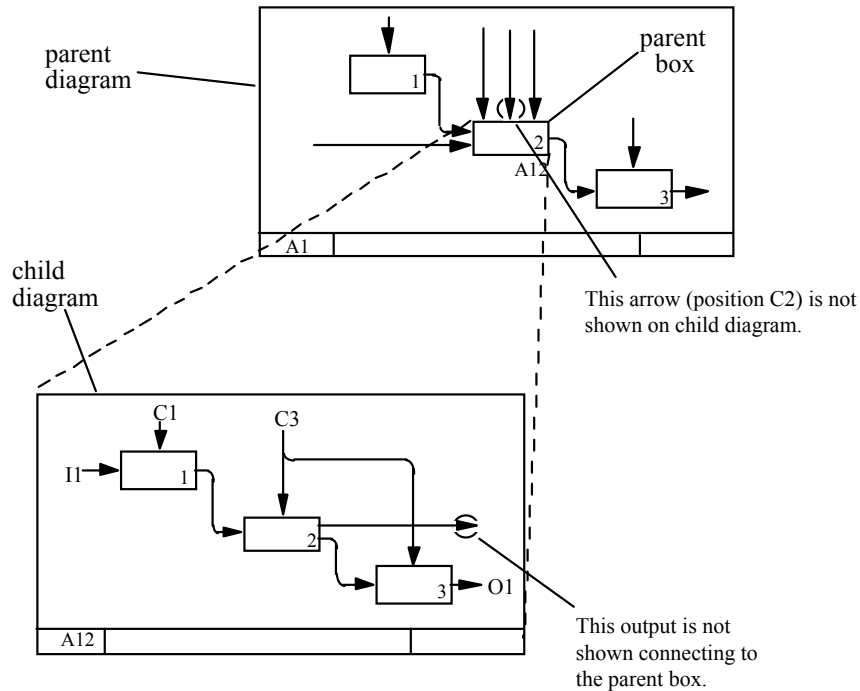 parent
diagram
parent
box
1
2
A12
3
A1
child
diagram
This arrow (position C2) is not
shown on child diagram.
C1
C3
I1
1
2
3
O1
A12
This output is not
shown connecting to
the parent box.